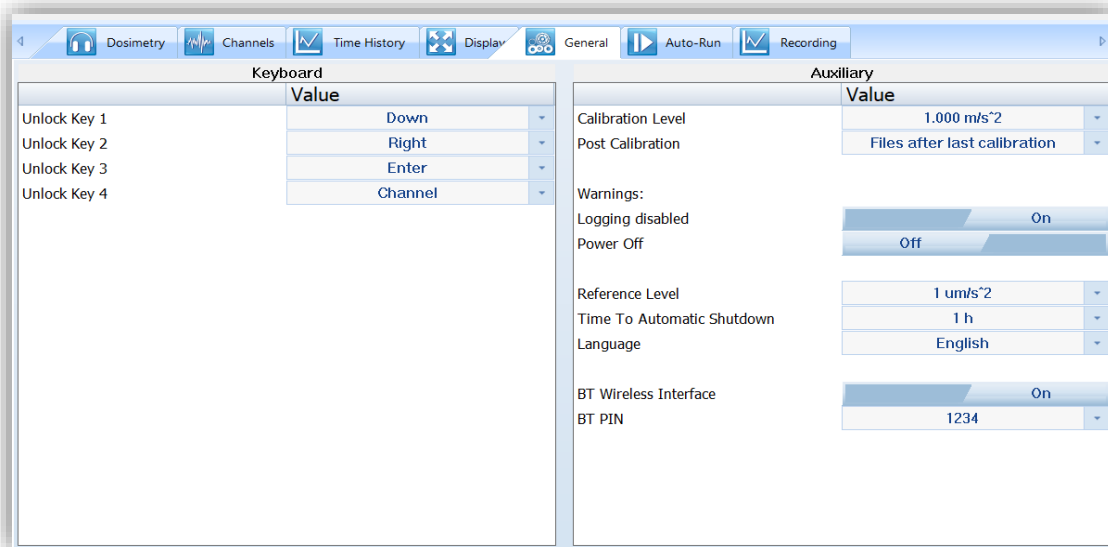 Dosimetry Channels Time History Display General Auto-Run Recording
Keyboard
Value
Unlock Key 1 Down
Unlock Key 2 Right
Unlock Key 3 Enter
Unlock Key 4 Channel
Auxiliary
Value
Calibration Level 1.000 m/s^2
Post Calibration Files after last calibration
Warnings:
Logging disabled On
Power Off Off
Reference Level 1 um/s^2
Time To Automatic Shutdown 1 h
Language English
BT Wireless Interface On
BT PIN 1234